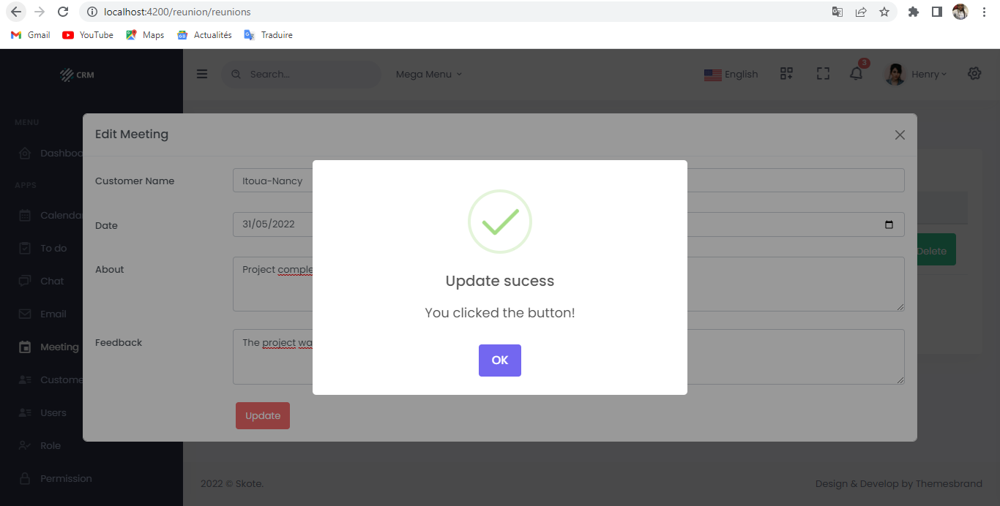 localhost:4200/reunion/reunions
Gmail YouTube Maps Actualités Traduire
CRM
Search...
Mega Menu
English
3
Henry
MENU
Dashboa
APPS
Calendar
To do
Chat
Email
Meeting
Custome
Users
Role
Permission
Edit Meeting
Customer Name
Itoua-Nancy
Date
31/05/2022
About
Project comple
Feedback
The project wa
Update
Delete
Update sucess
You clicked the button!
OK
2022 © Skote.
Design & Develop by Themesbrand